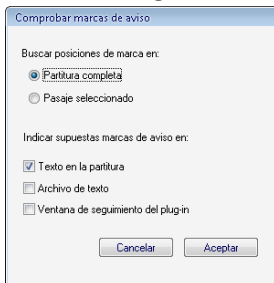 Comprobar marcas de aviso
Buscar posiciones de marca en:
Partitura completa
Pasaje seleccionado
Indicar supuestas marcas de aviso en:
Texto en la partitura
Archivo de texto
Ventana de seguimiento del plug-in
Cancelar Aceptar